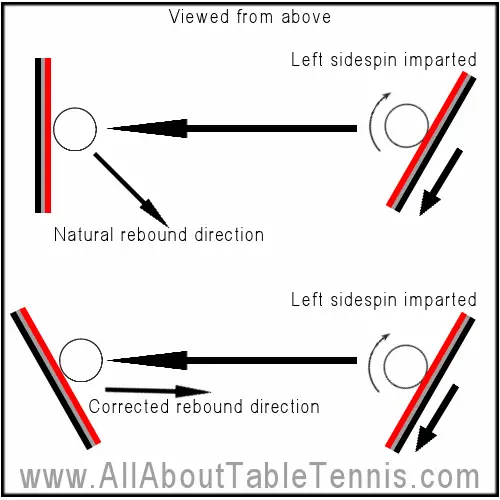 Viewed from above
Left sidespin imparted
Natural rebound direction
Left sidespin imparted
Corrected rebound direction
www.AllAboutTableTennis.com